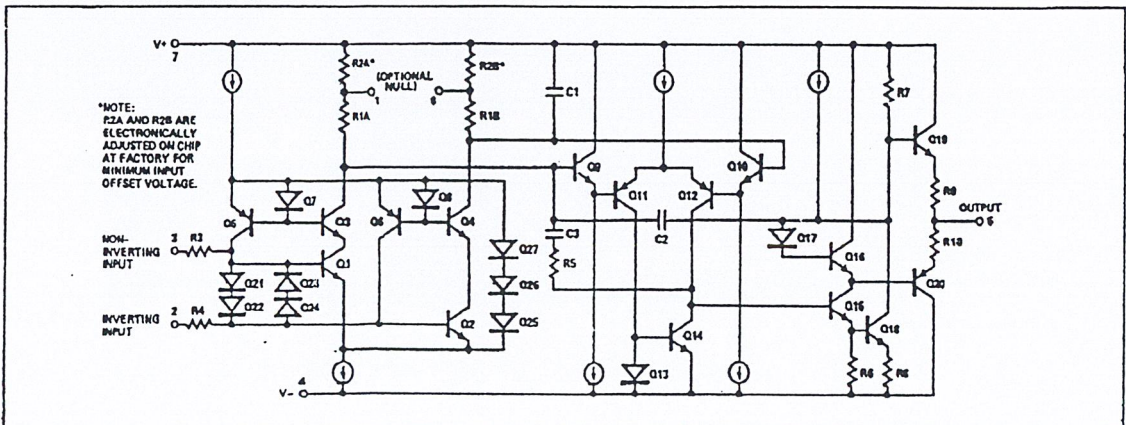 V+
7
R2A*
(OPTIONAL
NULL)
1
8
R2B*
R1A
R1B
C1
R7
*NOTE:
R2A AND R2B ARE
ELECTRONICALLY
ADJUSTED ON CHIP
AT FACTORY FOR
MINIMUM INPUT
OFFSET VOLTAGE.
Q5
Q7
Q3
Q6
Q8
Q4
Q9
Q11
Q12
Q10
Q19
R9
OUTPUT
6
R10
NON-
INVERTING
INPUT
3
R3
Q1
Q21
Q22
Q23
Q24
INVERTING
INPUT
2
R4
Q2
Q27
Q26
Q25
C3
R5
C2
Q17
Q16
Q20
Q14
Q13
Q15
Q18
R6
R8
V-
4